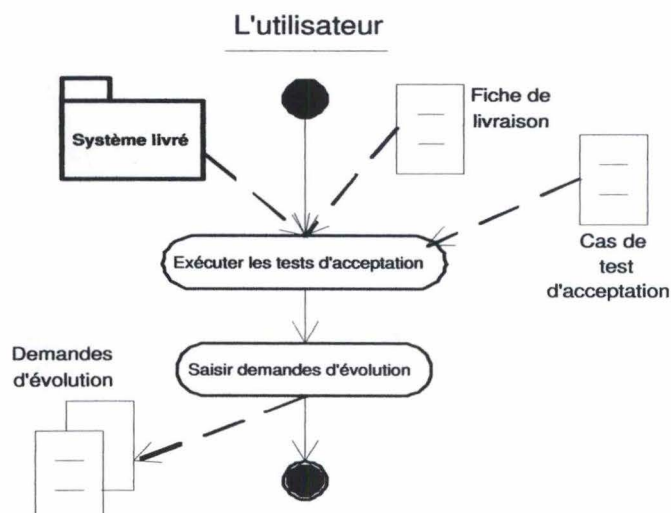 L'utilisateur
Système livré
Fiche de
livraison
Exécuter les tests d'acceptation
Cas de
test
d'acceptation
Saisir demandes d'évolution
Demandes
d'évolution